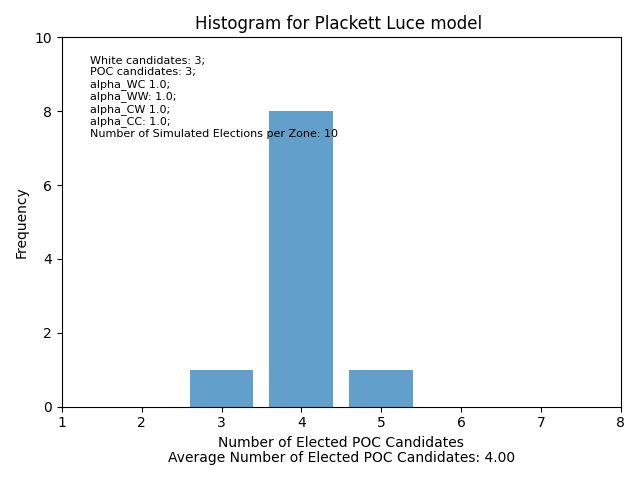 Histogram for Plackett Luce model
10
White candidates: 3;
POC candidates: 3;
alpha_WC 1.0;
alpha_WW: 1.0;
alpha_CW 1.0;
alpha_CC: 1.0;
Number of Simulated Elections per Zone: 10
8
6
4
2
0
Frequency
1 2 3 4 5 6 7 8
Number of Elected POC Candidates
Average Number of Elected POC Candidates: 4.00